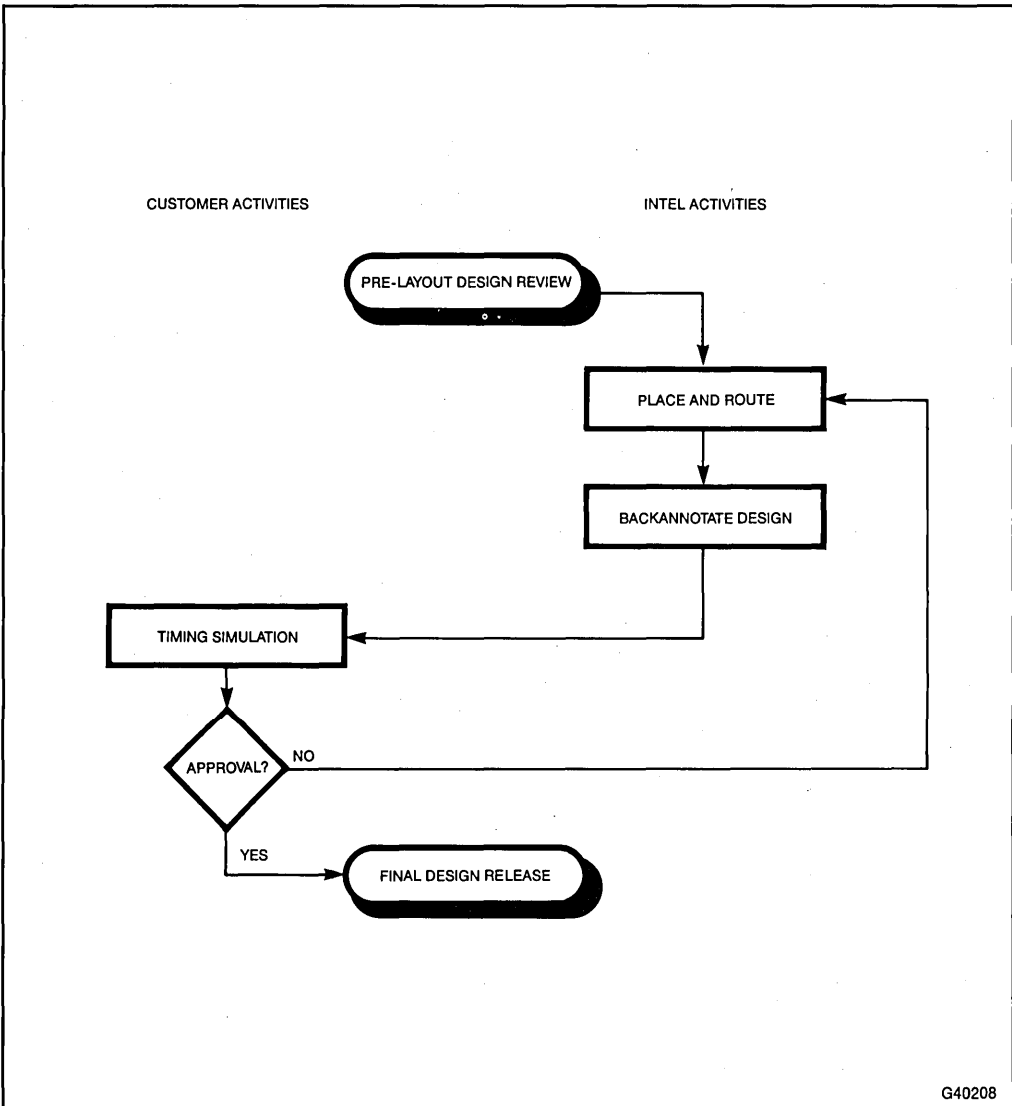 CUSTOMER ACTIVITIES
INTEL ACTIVITIES
PRE-LAYOUT DESIGN REVIEW
PLACE AND ROUTE
BACKANNOTATE DESIGN
TIMING SIMULATION
APPROVAL?
NO
YES
FINAL DESIGN RELEASE
G40208